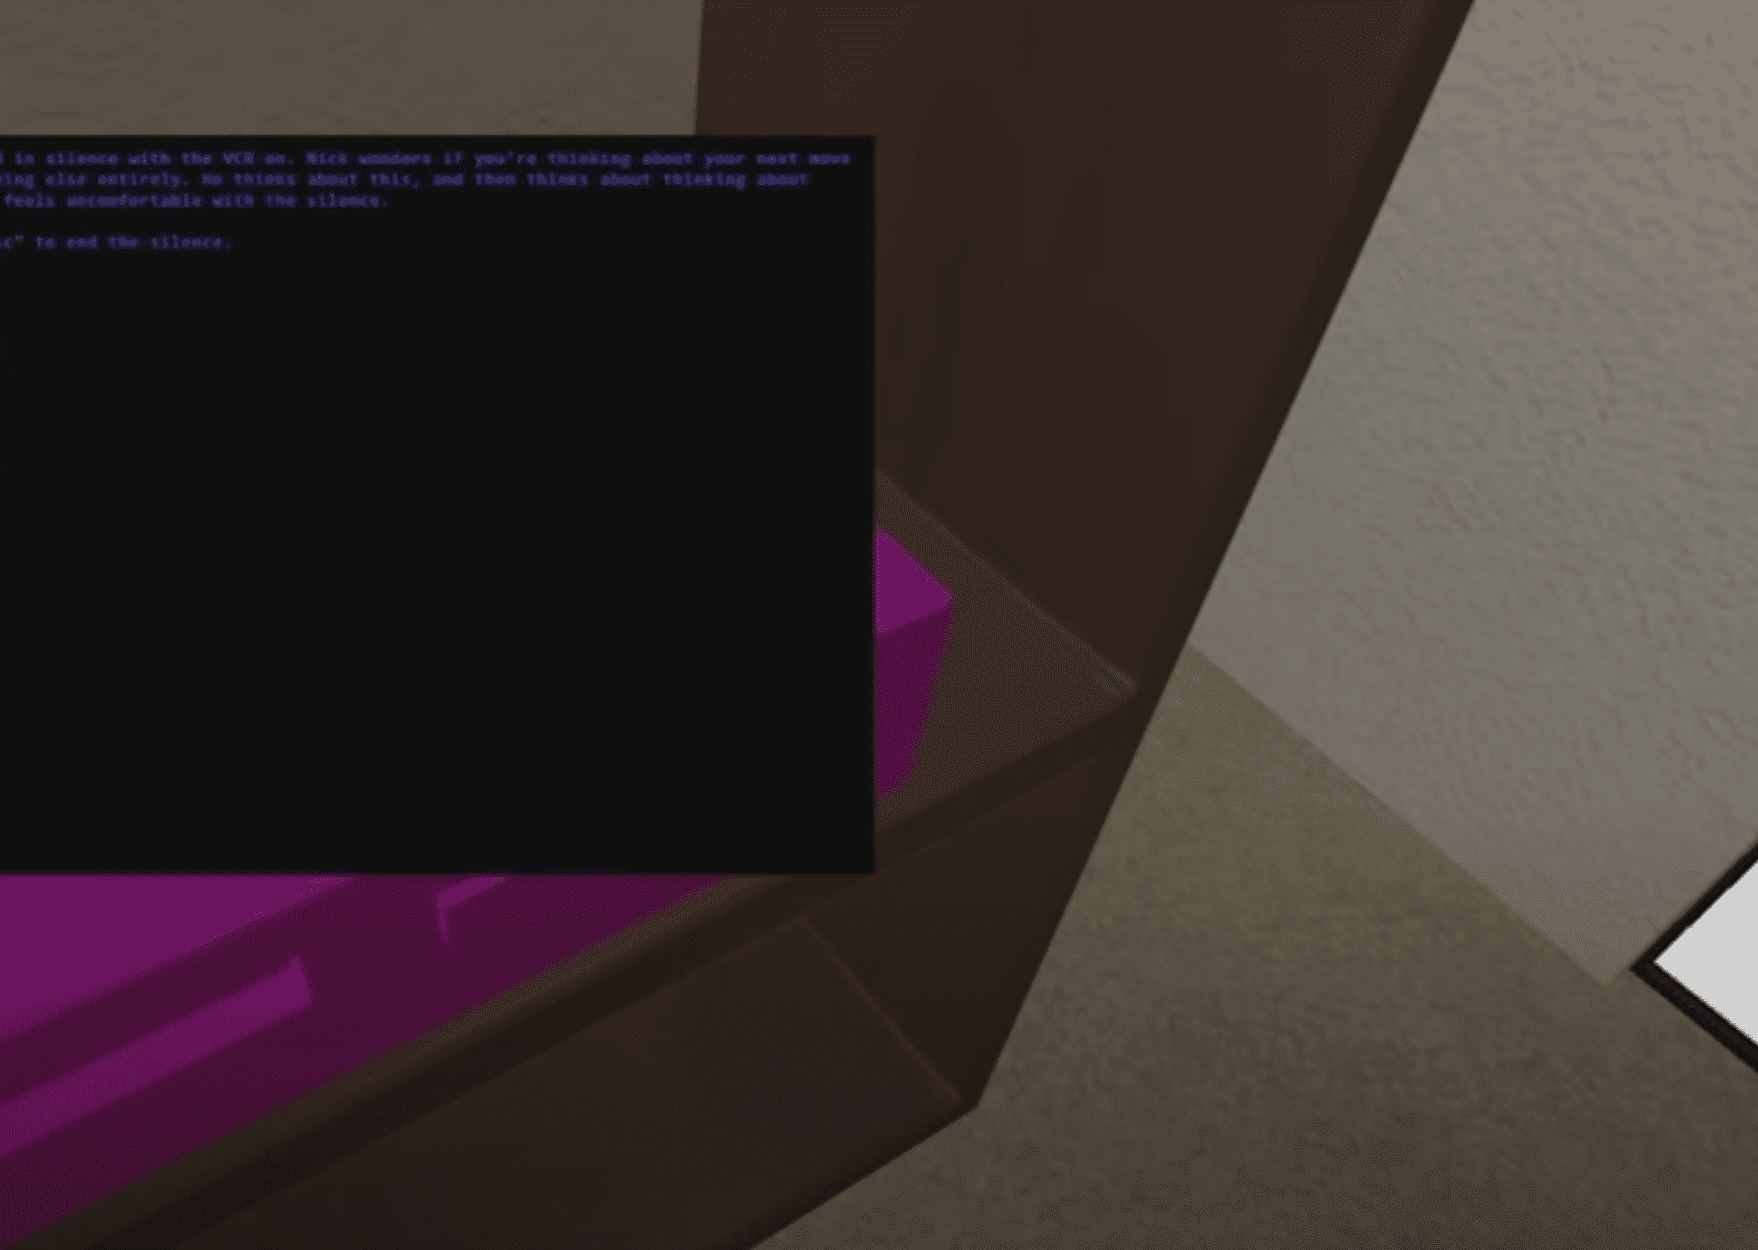 in silence with the VCR on. Nick wonders if you're thinking about your next move
else entirely. He thinks about this, and then thinks about thinking about
feels uncomfortable with the silence.
" to end the silence.